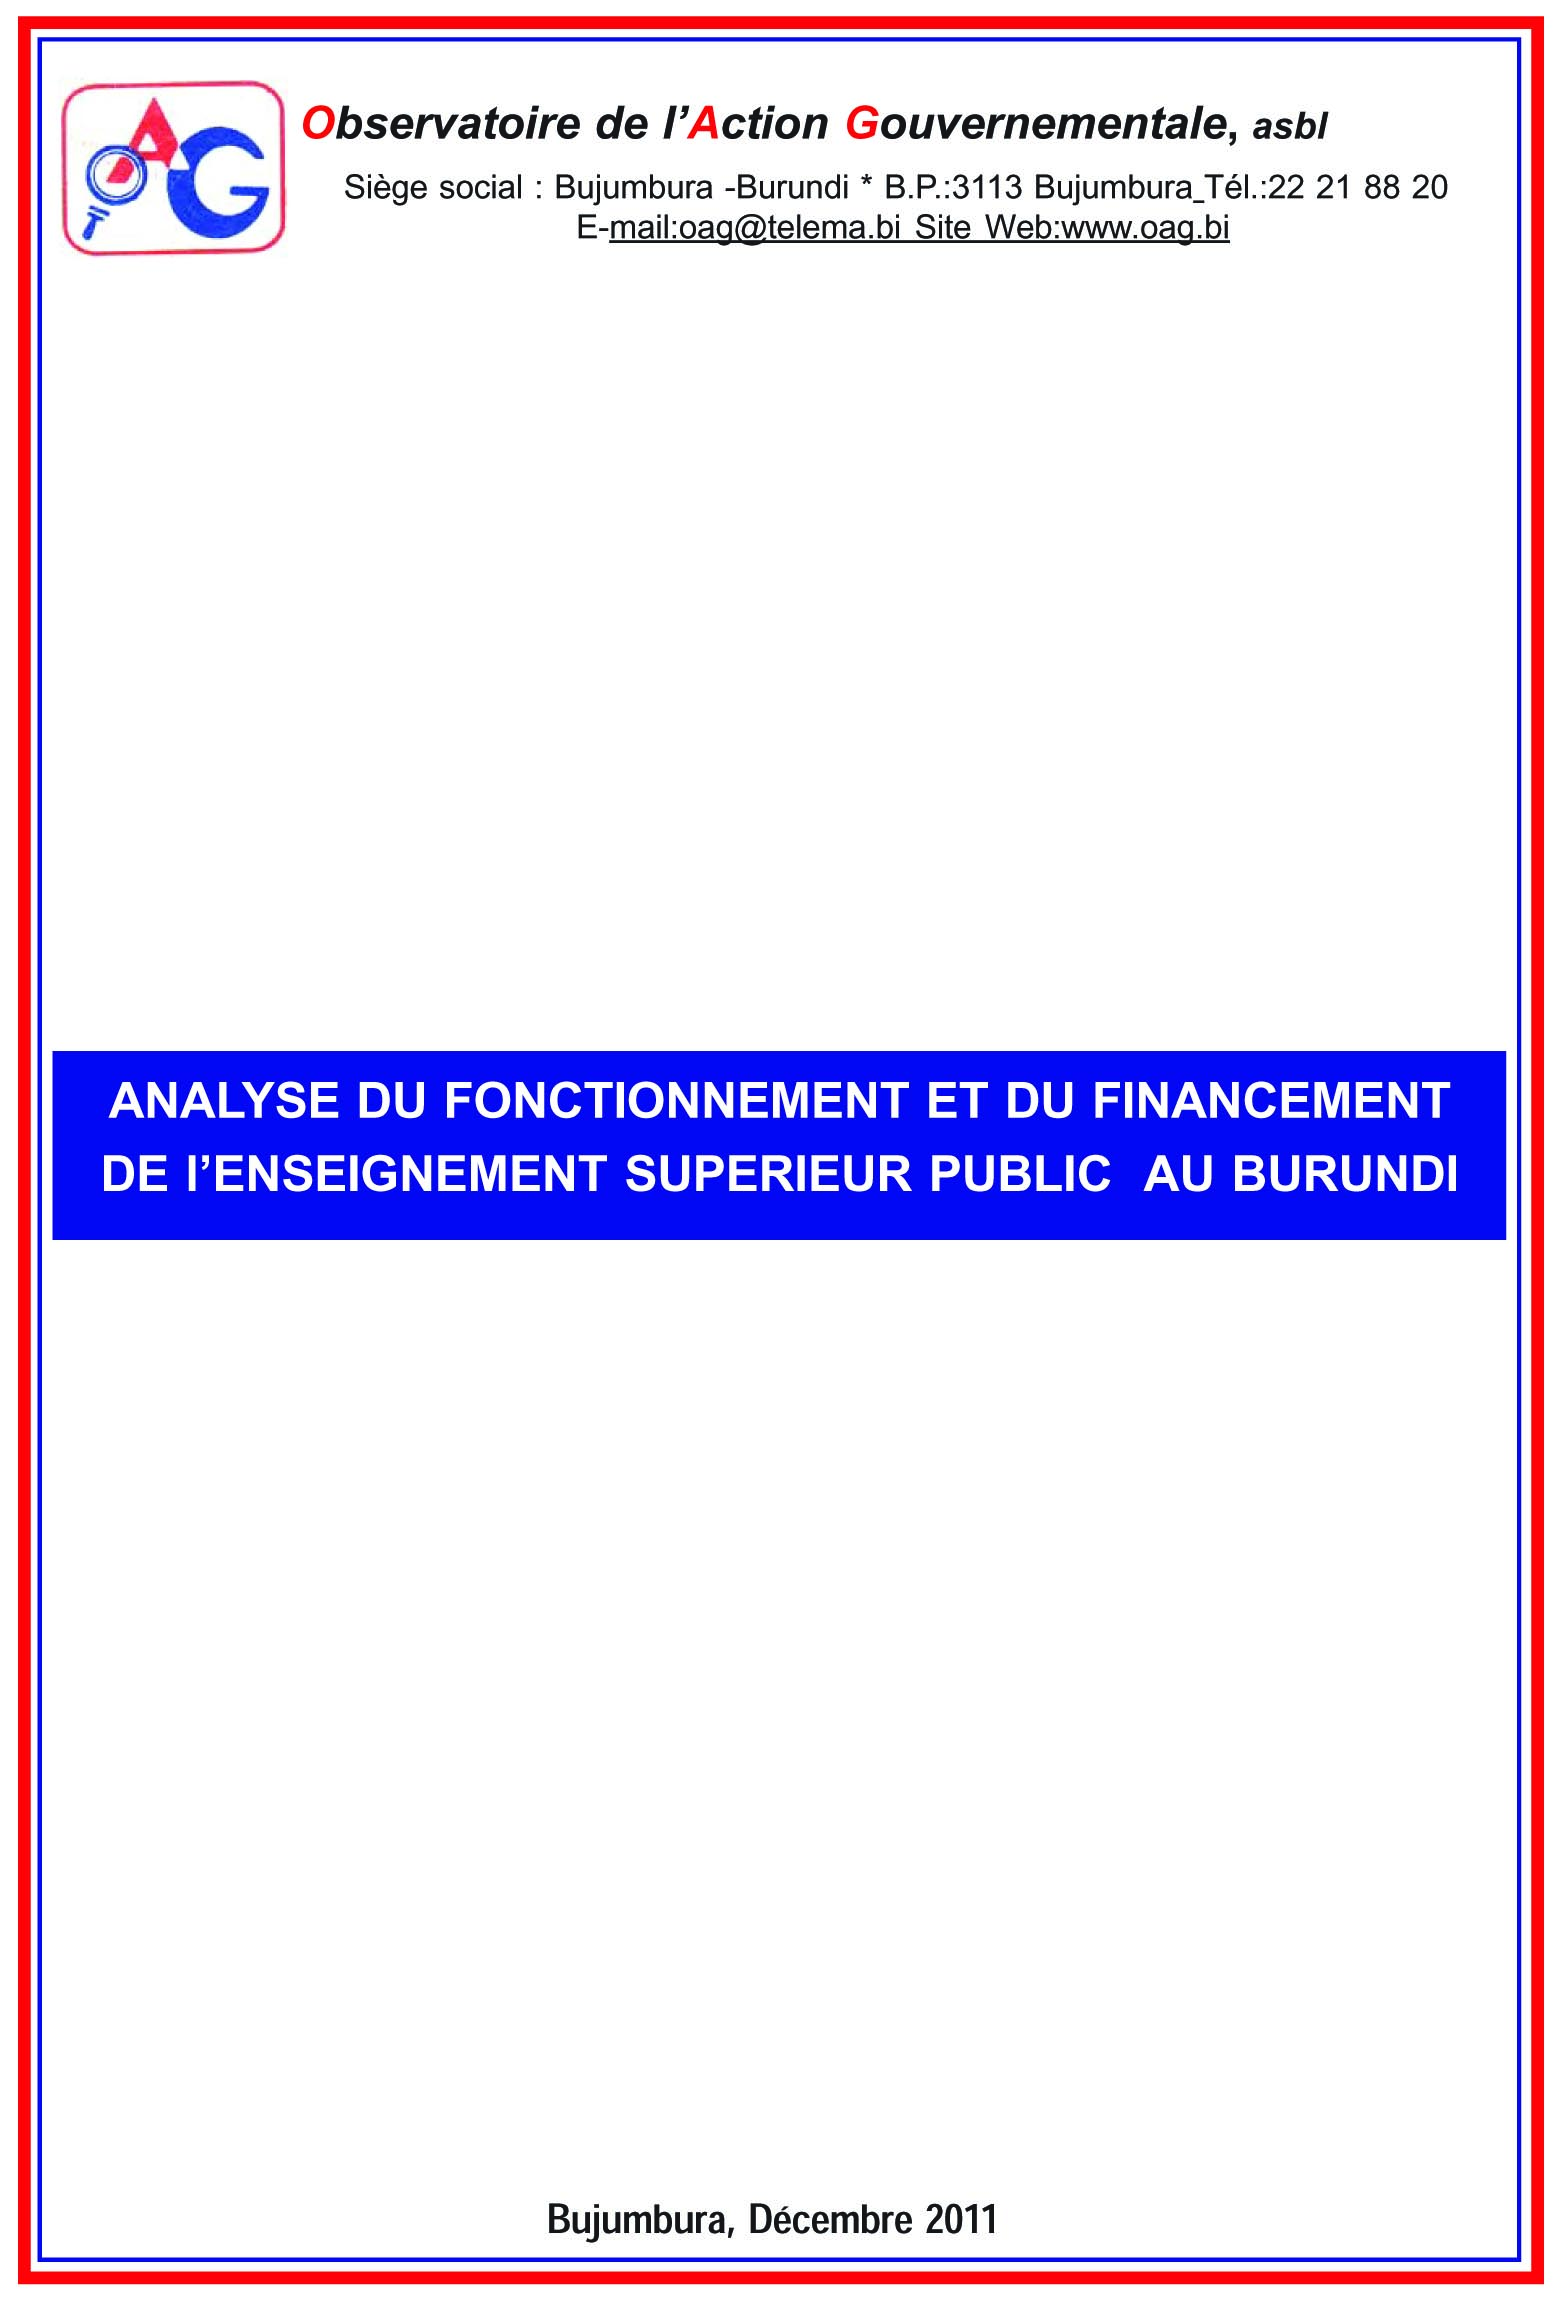 OAG
Observatoire de l’Action Gouvernementale, asbl
Siège social : Bujumbura -Burundi * B.P.:3113 Bujumbura_Tél.:22 21 88 20
E-mail:oag@telema.bi Site Web:www.oag.bi
ANALYSE DU FONCTIONNEMENT ET DU FINANCEMENT
DE l’ENSEIGNEMENT SUPERIEUR PUBLIC AU BURUNDI
Bujumbura, Décembre 2011